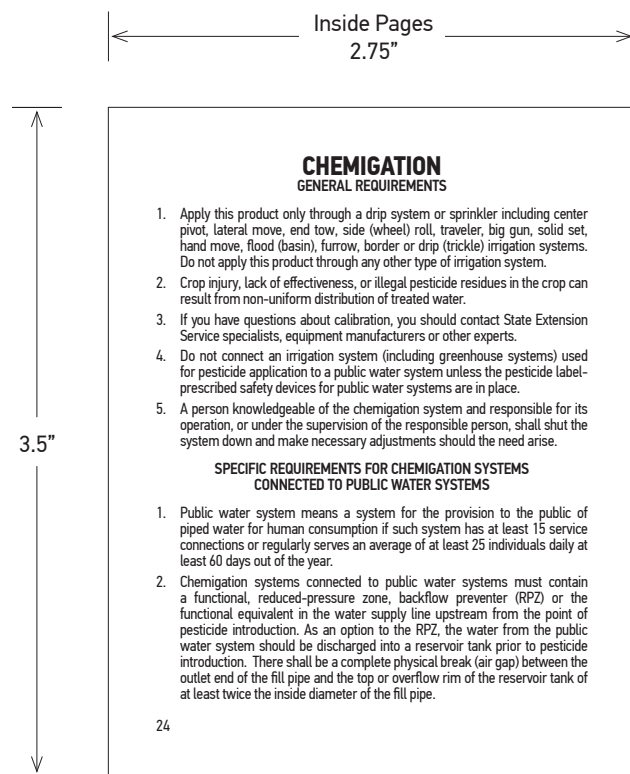 Inside Pages
2.75”
3.5”
CHEMIGATION
GENERAL REQUIREMENTS
1. Apply this product only through a drip system or sprinkler including center
pivot, lateral move, end tow, side (wheel) roll, traveler, big gun, solid set,
hand move, flood (basin), furrow, border or drip (trickle) irrigation systems.
Do not apply this product through any other type of irrigation system.
2. Crop injury, lack of effectiveness, or illegal pesticide residues in the crop can
result from non-uniform distribution of treated water.
3. If you have questions about calibration, you should contact State Extension
Service specialists, equipment manufacturers or other experts.
4. Do not connect an irrigation system (including greenhouse systems) used
for pesticide application to a public water system unless the pesticide label-
prescribed safety devices for public water systems are in place.
5. A person knowledgeable of the chemigation system and responsible for its
operation, or under the supervision of the responsible person, shall shut the
system down and make necessary adjustments should the need arise.
SPECIFIC REQUIREMENTS FOR CHEMIGATION SYSTEMS
CONNECTED TO PUBLIC WATER SYSTEMS
1. Public water system means a system for the provision to the public of
piped water for human consumption if such system has at least 15 service
connections or regularly serves an average of at least 25 individuals daily at
least 60 days out of the year.
2. Chemigation systems connected to public water systems must contain
a functional, reduced-pressure zone, backflow preventer (RPZ) or the
functional equivalent in the water supply line upstream from the point of
pesticide introduction. As an option to the RPZ, the water from the public
water system should be discharged into a reservoir tank prior to pesticide
introduction. There shall be a complete physical break (air gap) between the
outlet end of the fill pipe and the top or overflow rim of the reservoir tank of
at least twice the inside diameter of the fill pipe.
24